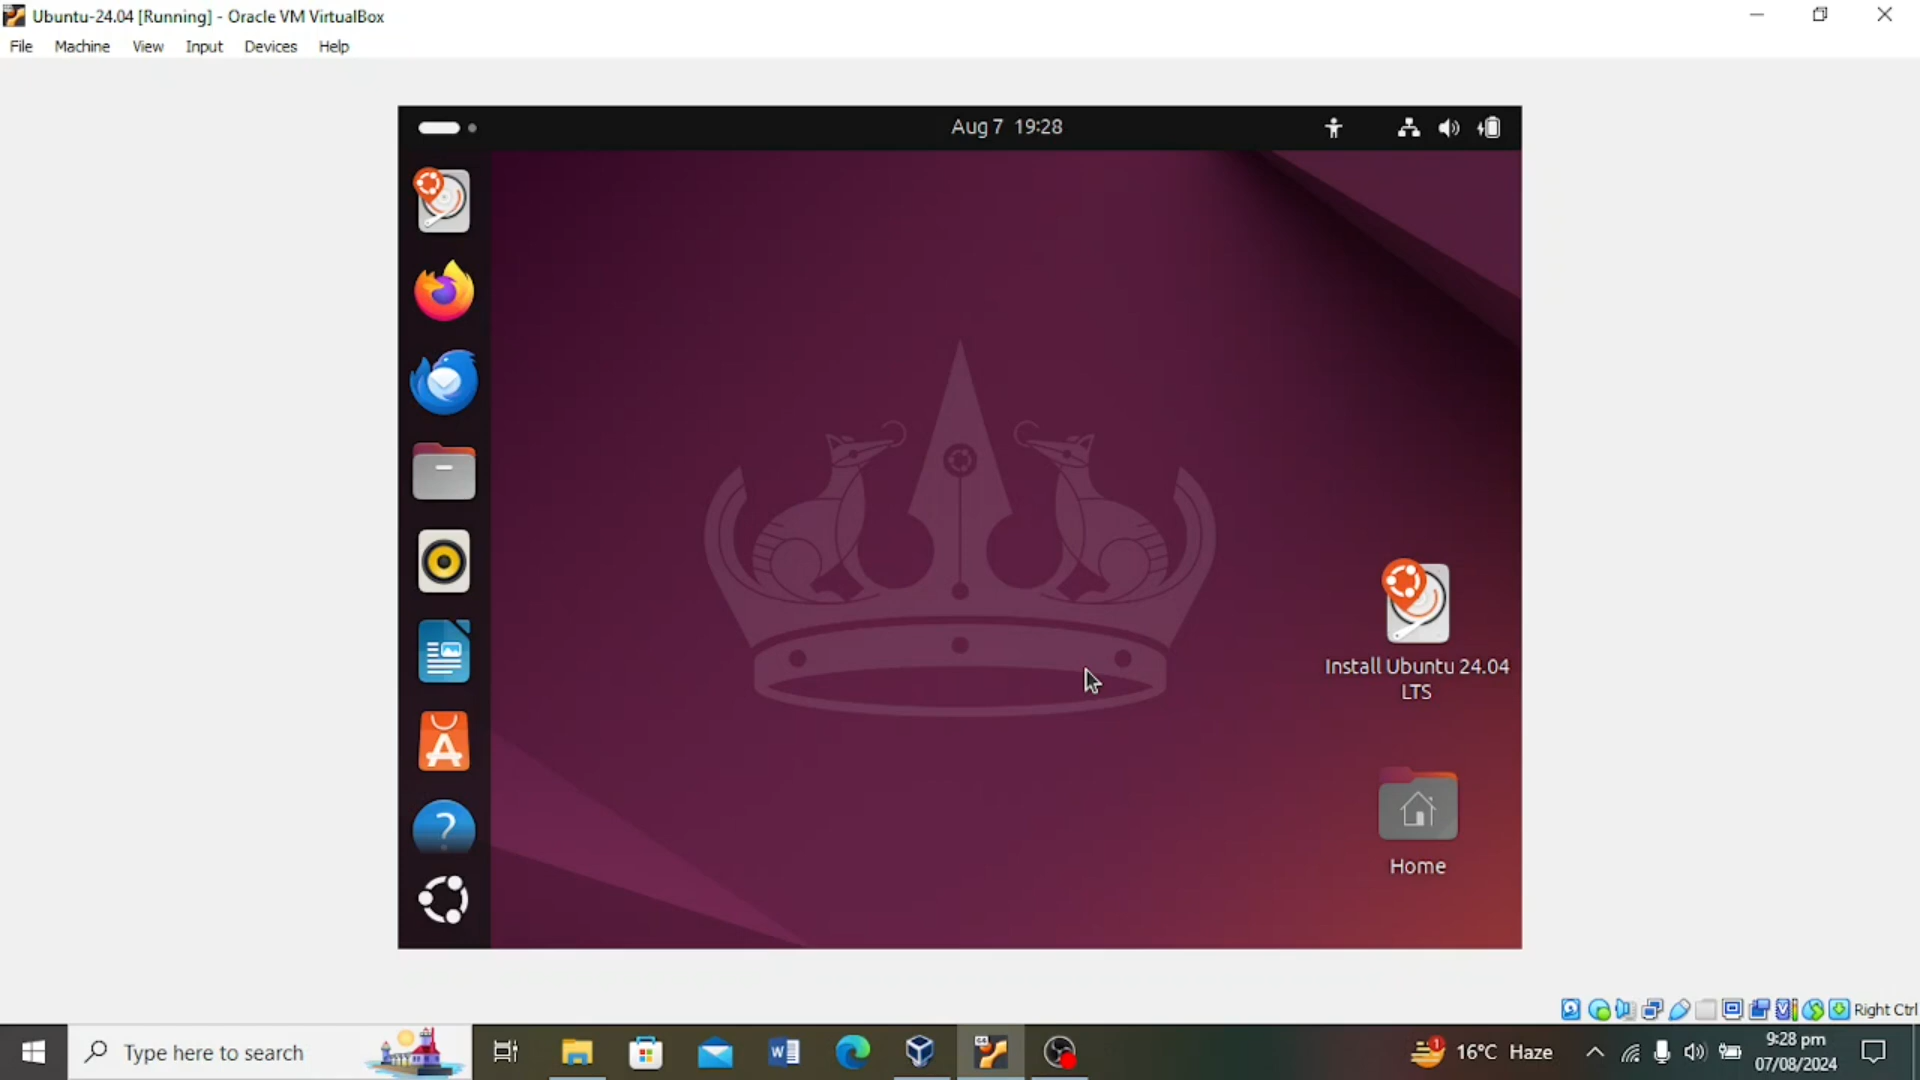 Ubuntu-24.04 [Running] - Oracle VM VirtualBox
File Machine View Input Devices Help
Aug 7 19:28
Install Ubuntu 24.04
LTS
Home
Right Ctrl
Type here to search
16°C Haze
9:28 pm
07/08/2024